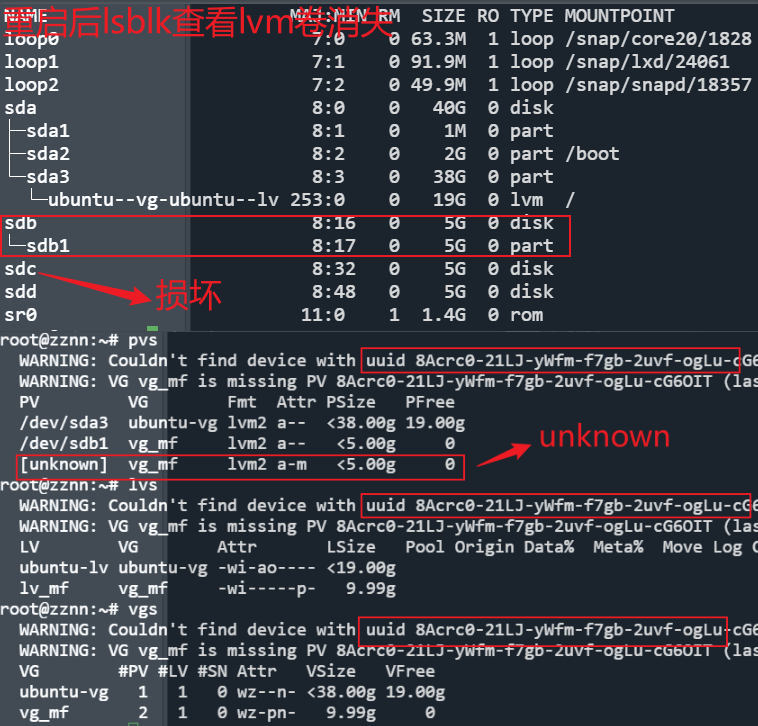 NAME MAJ:MIN RM SIZE RO TYPE MOUNTPOINT
重启后lsblk查看lvm卷消失
loop0 7:0 0 63.3M 1 loop /snap/core20/1828
loop1 7:1 0 91.9M 1 loop /snap/lxd/24061
loop2 7:2 0 49.9M 1 loop /snap/snapd/18357
sda 8:0 0 40G 0 disk
├─sda1 8:1 0 1M 0 part
├─sda2 8:2 0 2G 0 part /boot
└─sda3 8:3 0 38G 0 part
└─ubuntu--vg-ubuntu--lv 253:0 0 19G 0 lvm /
sdb 8:16 0 5G 0 disk
└─sdb1 8:17 0 5G 0 part
sdc 8:32 0 5G 0 disk
损坏
sdd 8:48 0 5G 0 disk
sr0 11:0 1 1.4G 0 rom
root@zznn:~# pvs
WARNING: Couldn't find device with uuid 8Acrc0-21LJ-yWfm-f7gb-2uvf-ogLu-cG6
WARNING: VG vg_mf is missing PV 8Acrc0-21LJ-yWfm-f7gb-2uvf-ogLu-cG6OIT (las
PV VG Fmt Attr PSize PFree
/dev/sda3 ubuntu-vg lvm2 a-- <38.00g 19.00g
/dev/sdb1 vg_mf lvm2 a-- <5.00g 0
[unknown] vg_mf lvm2 a-m <5.00g 0
unknown
root@zznn:~# lvs
WARNING: Couldn't find device with uuid 8Acrc0-21LJ-yWfm-f7gb-2uvf-ogLu-cG6
WARNING: VG vg_mf is missing PV 8Acrc0-21LJ-yWfm-f7gb-2uvf-ogLu-cG6OIT (las
LV VG Attr LSize Pool Origin Data% Meta% Move Log C
ubuntu-lv ubuntu-vg -wi-ao---- <19.00g
lv_mf vg_mf -wi-----p- 9.99g
root@zznn:~# vgs
WARNING: Couldn't find device with uuid 8Acrc0-21LJ-yWfm-f7gb-2uvf-ogLu-cG6
WARNING: VG vg_mf is missing PV 8Acrc0-21LJ-yWfm-f7gb-2uvf-ogLu-cG6OIT (las
VG #PV #LV #SN Attr VSize VFree
ubuntu-vg 1 1 0 wz--n- <38.00g 19.00g
vg_mf 2 1 0 wz-pn- 9.99g 0